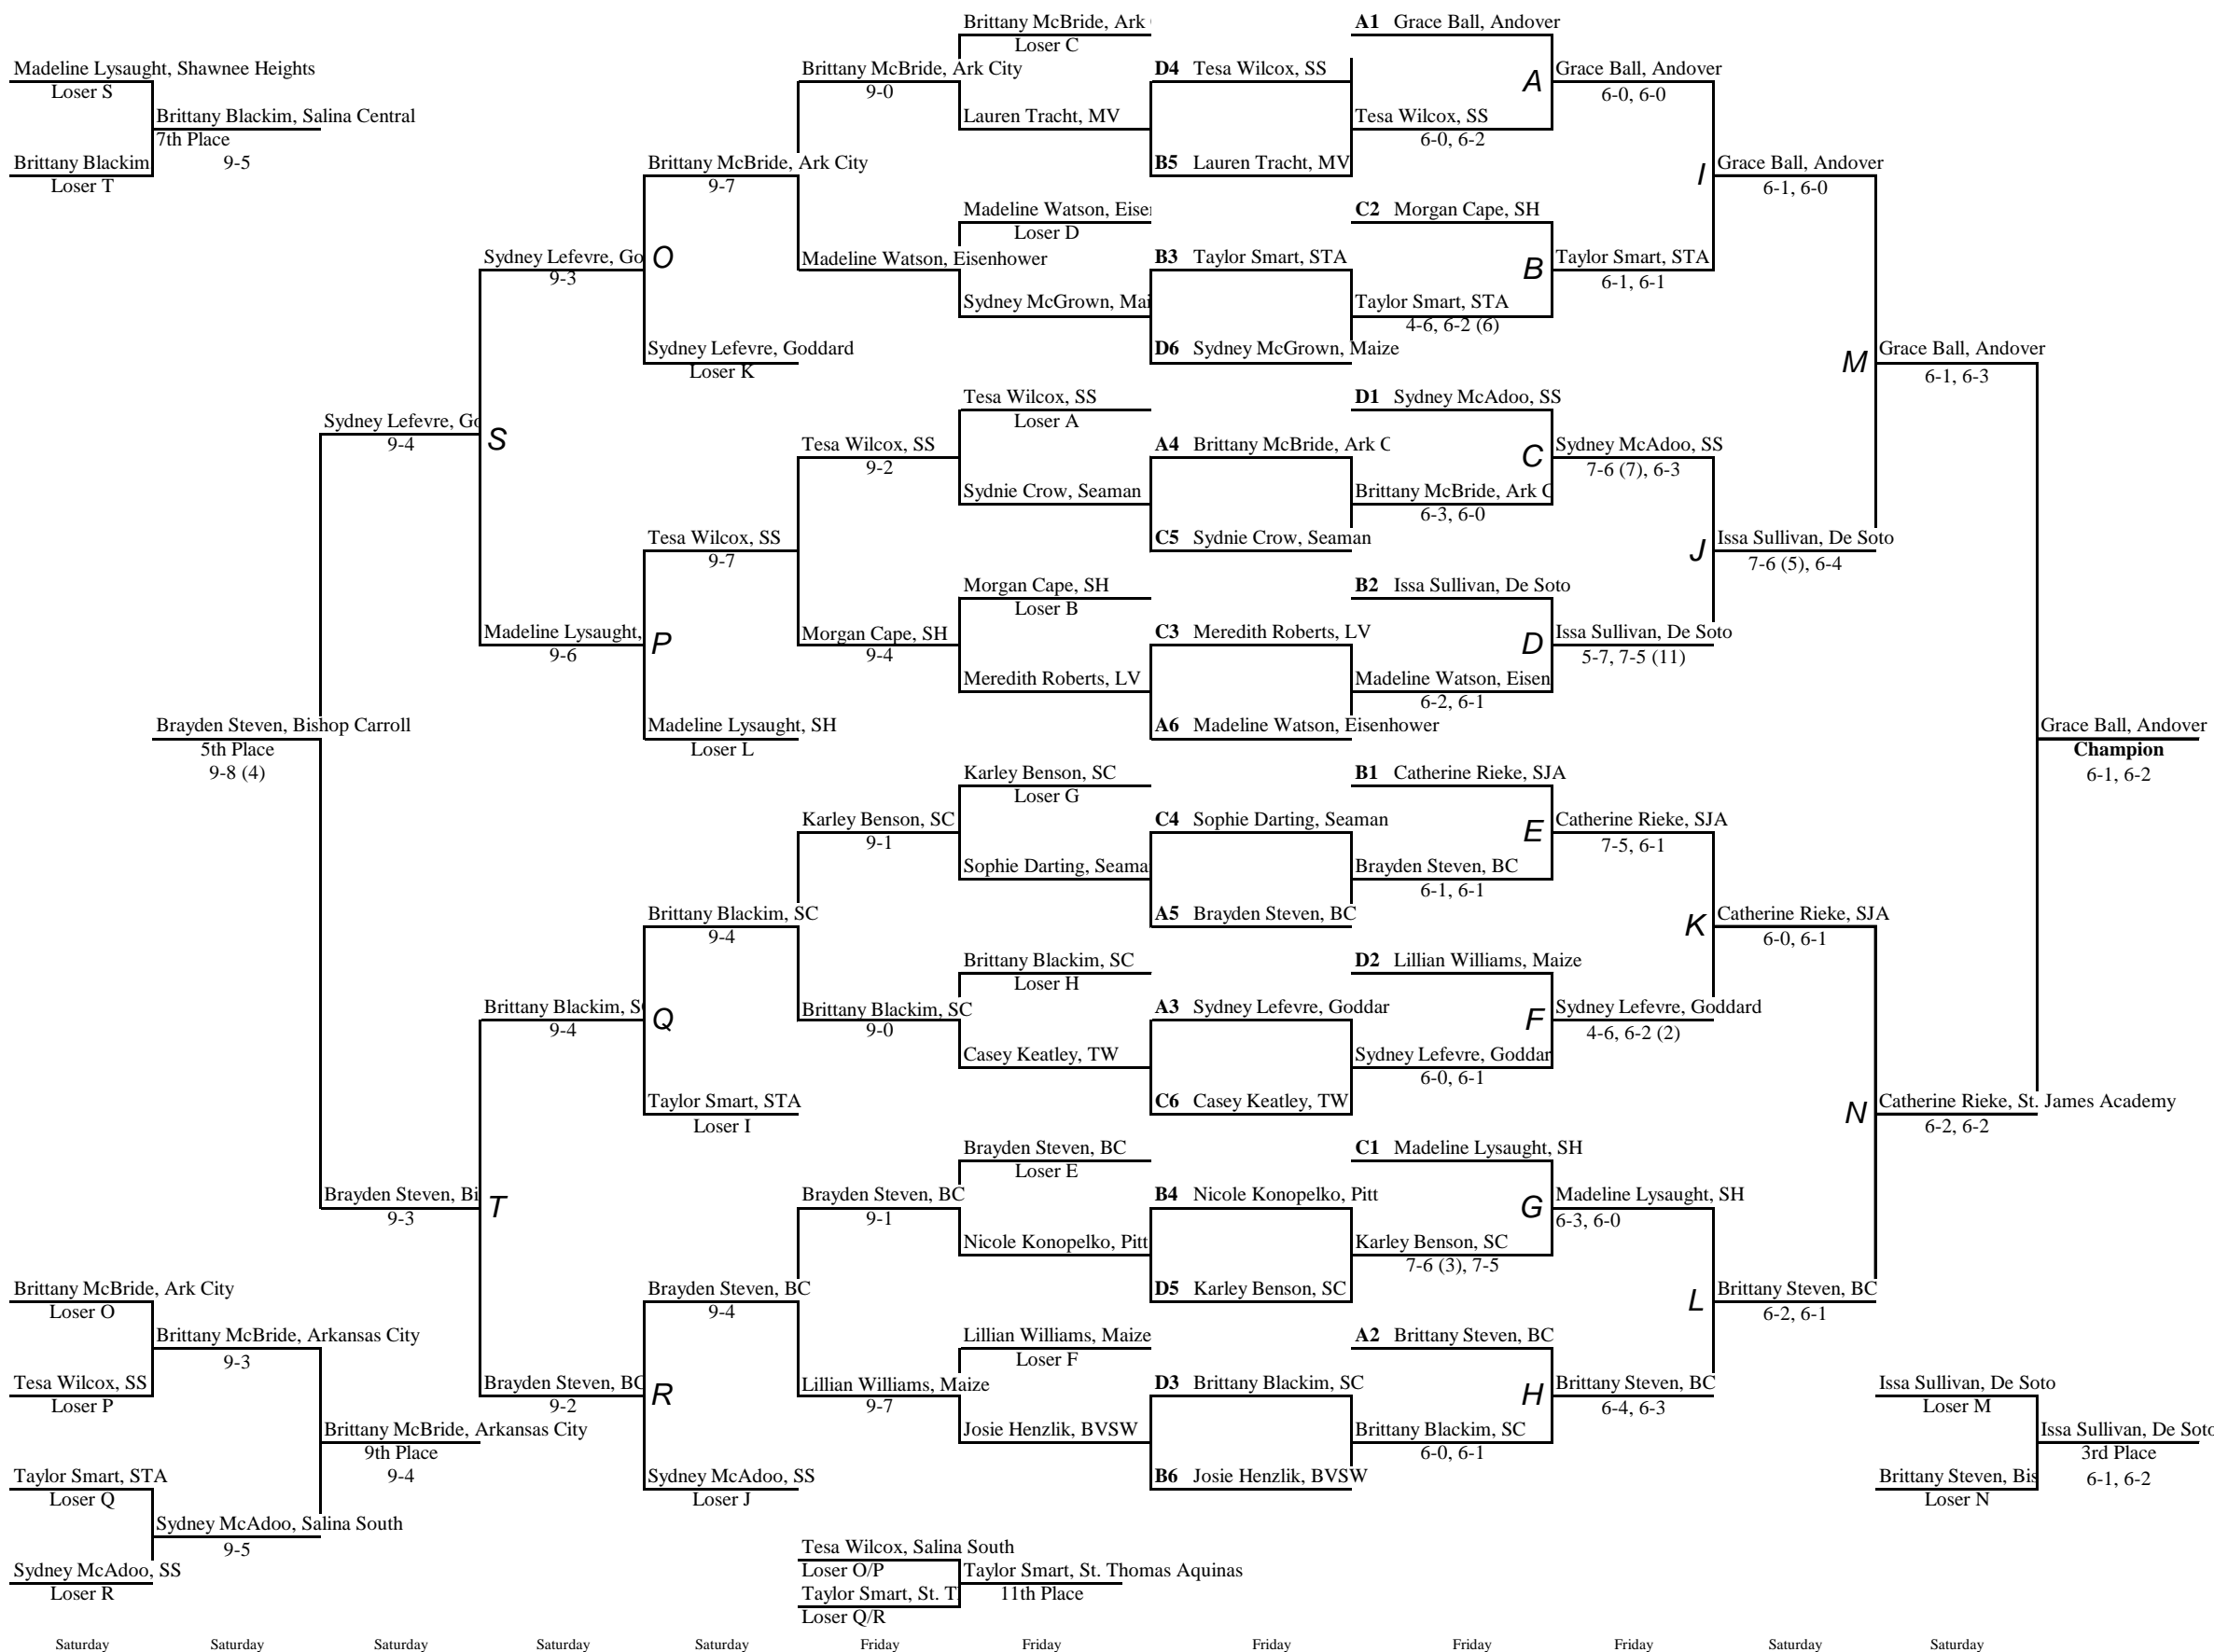 Madeline Lysaught, Shawnee Heights
Loser S
Brittany Blackim, Salina Central
7th Place
9-5
Brittany Blackim
Loser T
Brayden Steven, Bishop Carroll
5th Place
9-8 (4)
Brittany McBride, Ark City
Loser O
Brittany McBride, Arkansas City
9-3
Tesa Wilcox, SS
Loser P
Brittany McBride, Arkansas City
9th Place
9-4
Taylor Smart, STA
Loser Q
Sydney McAdoo, Salina South
9-5
Sydney McAdoo, SS
Loser R
Sydney Lefevre, Go
9-4
S
Brayden Steven, Bi
9-3
T
Sydney Lefevre, Go
9-3
O
Madeline Lysaught,
9-6
P
Brittany Blackim, S
9-4
Q
Brayden Steven, BC
9-2
R
Brittany McBride, Ark City
9-7
Sydney Lefevre, Goddard
Loser K
Tesa Wilcox, SS
9-7
Madeline Lysaught, SH
Loser L
Brittany Blackim, SC
9-4
Taylor Smart, STA
Loser I
Brayden Steven, BC
9-4
Sydney McAdoo, SS
Loser J
Brittany McBride, Ark City
9-0
Madeline Watson, Eisenhower
Tesa Wilcox, SS
9-2
Morgan Cape, SH
9-4
Karley Benson, SC
9-1
Brittany Blackim, SC
9-0
Brayden Steven, BC
9-1
Lillian Williams, Maize
9-7
Tesa Wilcox, Salina South
Loser O/P
Taylor Smart, St. Thomas Aquinas
11th Place
Taylor Smart, St. T
Loser Q/R
Brittany McBride, Ark
Loser C
Lauren Tracht, MV
Madeline Watson, Eise
Loser D
Sydney McGrown, Mai
Tesa Wilcox, SS
Loser A
Sydnie Crow, Seaman
Morgan Cape, SH
Loser B
Meredith Roberts, LV
Karley Benson, SC
Loser G
Sophie Darting, Seama
Brittany Blackim, SC
Loser H
Casey Keatley, TW
Brayden Steven, BC
Loser E
Nicole Konopelko, Pitt
Lillian Williams, Maize
Loser F
Josie Henzlik, BVSW
D4 Tesa Wilcox, SS
B5 Lauren Tracht, MV
B3 Taylor Smart, STA
D6 Sydney McGrown, Maize
A4 Brittany McBride, Ark C
C5 Sydnie Crow, Seaman
C3 Meredith Roberts, LV
A6 Madeline Watson, Eisenhower
C4 Sophie Darting, Seaman
A5 Brayden Steven, BC
A3 Sydney Lefevre, Goddar
C6 Casey Keatley, TW
B4 Nicole Konopelko, Pitt
D5 Karley Benson, SC
D3 Brittany Blackim, SC
B6 Josie Henzlik, BVSW
A1 Grace Ball, Andover
A
Tesa Wilcox, SS
6-0, 6-2
C2 Morgan Cape, SH
B
Taylor Smart, STA
4-6, 6-2 (6)
D1 Sydney McAdoo, SS
C
Brittany McBride, Ark C
6-3, 6-0
B2 Issa Sullivan, De Soto
D
Madeline Watson, Eisen
6-2, 6-1
B1 Catherine Rieke, SJA
E
Brayden Steven, BC
6-1, 6-1
D2 Lillian Williams, Maize
F
Sydney Lefevre, Goddar
6-0, 6-1
C1 Madeline Lysaught, SH
G
Karley Benson, SC
7-6 (3), 7-5
A2 Brittany Steven, BC
H
Brittany Blackim, SC
6-0, 6-1
Grace Ball, Andover
6-0, 6-0
I
Taylor Smart, STA
6-1, 6-1
Sydney McAdoo, SS
7-6 (7), 6-3
J
Issa Sullivan, De Soto
5-7, 7-5 (11)
Catherine Rieke, SJA
7-5, 6-1
K
Sydney Lefevre, Goddard
4-6, 6-2 (2)
Madeline Lysaught, SH
6-3, 6-0
L
Brittany Steven, BC
6-4, 6-3
Grace Ball, Andover
6-1, 6-0
M
Issa Sullivan, De Soto
7-6 (5), 6-4
Catherine Rieke, SJA
6-0, 6-1
N
Brittany Steven, BC
6-2, 6-1
Grace Ball, Andover
6-1, 6-3
Catherine Rieke, St. James Academy
6-2, 6-2
Grace Ball, Andover
Champion
6-1, 6-2
Issa Sullivan, De Soto
Loser M
Issa Sullivan, De Soto
3rd Place
6-1, 6-2
Brittany Steven, Bis
Loser N
Saturday Saturday Saturday Saturday Saturday Friday Friday Friday Friday Friday Saturday Saturday